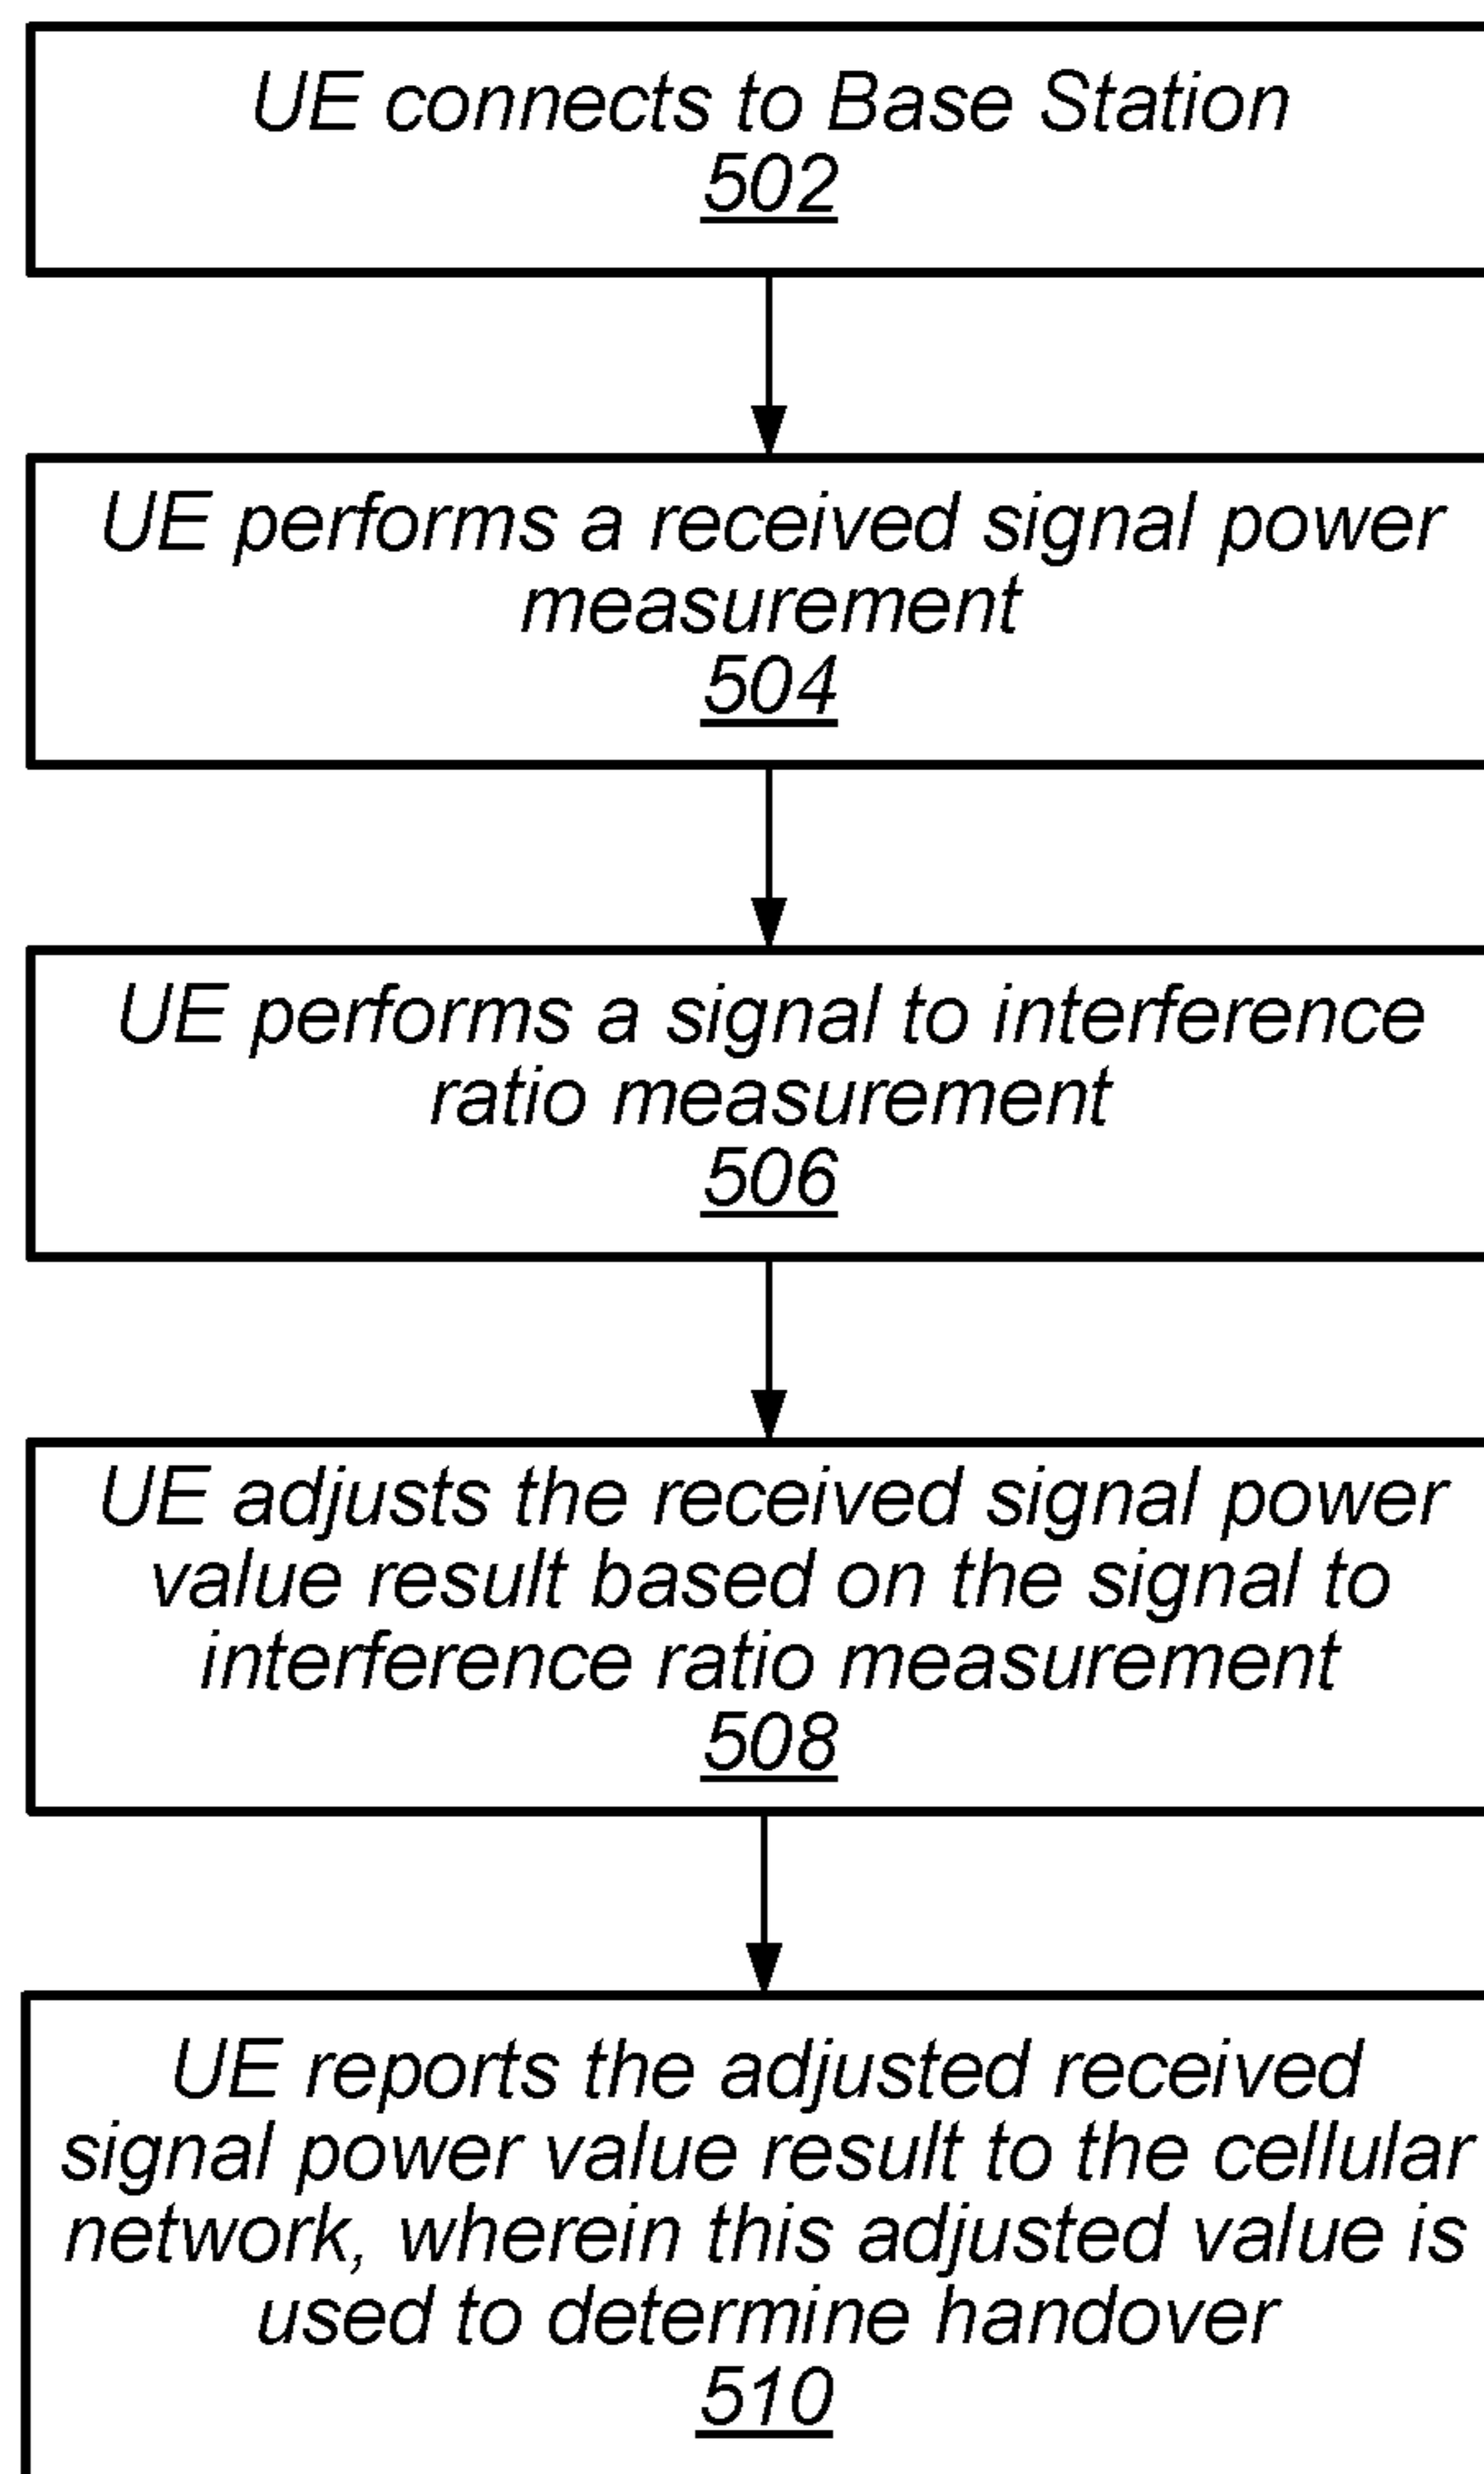 UE connects to Base Station
502
UE performs a received signal power
measurement
504
UE performs a signal to interference
ratio measurement
506
UE adjusts the received signal power
value result based on the signal to
interference ratio measurement
508
UE reports the adjusted received
signal power value result to the cellular
network, wherein this adjusted value is
used to determine handover
510